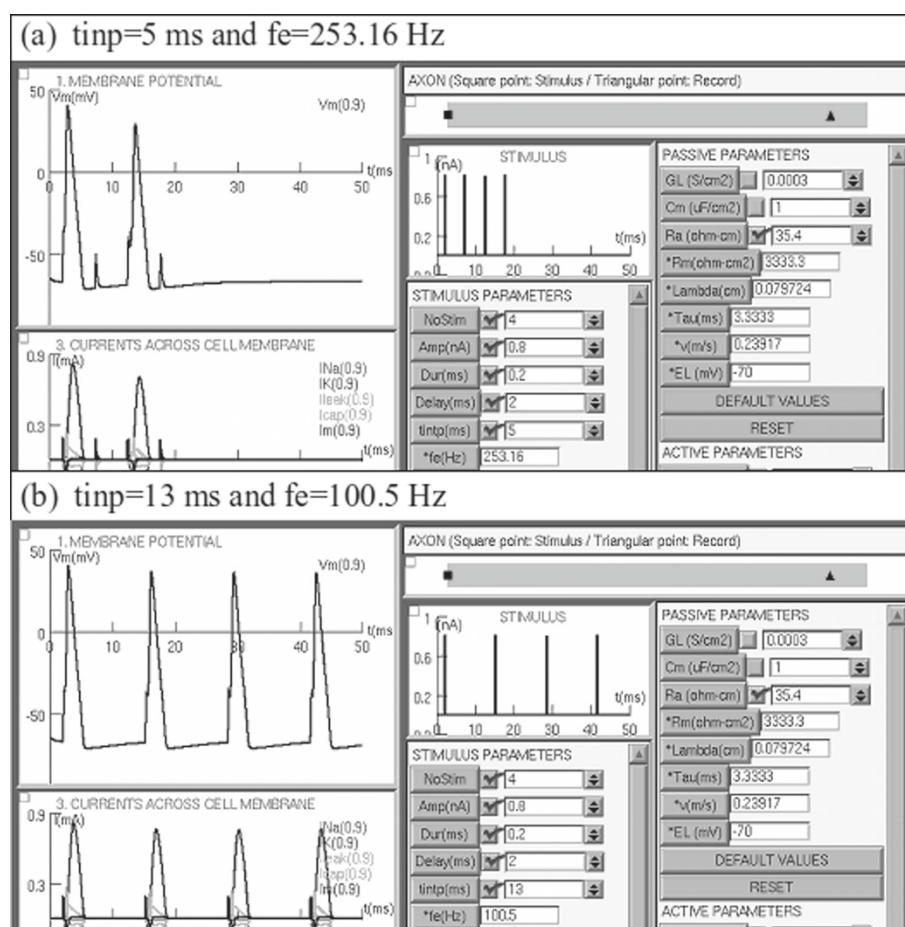 (a) tinp=5 ms and fe=253.16 Hz
1. MEMBRANE POTENTIAL
50
Vm(mV)
Vm(0.9)
0
10
20
30
40
50
t(ms
-50
3. CURRENTS ACROSS CELL MEMBRANE
0.9
I(mA)
INa(0.9)
IK(0.9)
Ileak(0.9)
Icap(0.9)
Im(0.9)
0.3
t(ms)
AXON (Square point: Stimulus / Triangular point: Record)
STIMULUS
1
(nA)
0.6
0.2
t(ms)
0
10
20
30
50
STIMULUS PARAMETERS
NoStim 4
Amp(nA) 0.8
Dur(ms) 0.2
Delay(ms) 2
tintp(ms) 5
*fe(Hz) 253.16
PASSIVE PARAMETERS
GL (S/cm2) 0.0003
Cm (uF/cm2) 1
Ra (ohm-cm) 35.4
*Rm(ohm-cm2) 3333.3
*Lambda(cm) 0.079724
*Tau(ms) 3.3333
*v(m/s) 0.23917
*EL (mV) -70
DEFAULT VALUES
RESET
ACTIVE PARAMETERS
(b) tinp=13 ms and fe=100.5 Hz
1. MEMBRANE POTENTIAL
50
Vm(mV)
Vm(0.9)
0
10
20
30
40
50
t(ms
-50
3. CURRENTS ACROSS CELL MEMBRANE
0.9
I(mA)
INa(0.9)
K(0.9)
eak(0.9)
cap(0.9)
Im(0.9)
0.3
t(ms)
AXON (Square point: Stimulus / Triangular point: Record)
STIMULUS
1
(nA)
0.6
0.2
t(ms)
0
10
20
30
50
STIMULUS PARAMETERS
NoStim 4
Amp(nA) 0.8
Dur(ms) 0.2
Delay(ms) 2
tintp(ms) 13
*fe(Hz) 100.5
PASSIVE PARAMETERS
GL (S/cm2) 0.0003
Cm (uF/cm2) 1
Ra (ohm-cm) 35.4
*Rm(ohm-cm2) 3333.3
*Lambda(cm) 0.079724
*Tau(ms) 3.3333
*v(m/s) 0.23917
*EL (mV) -70
DEFAULT VALUES
RESET
ACTIVE PARAMETERS